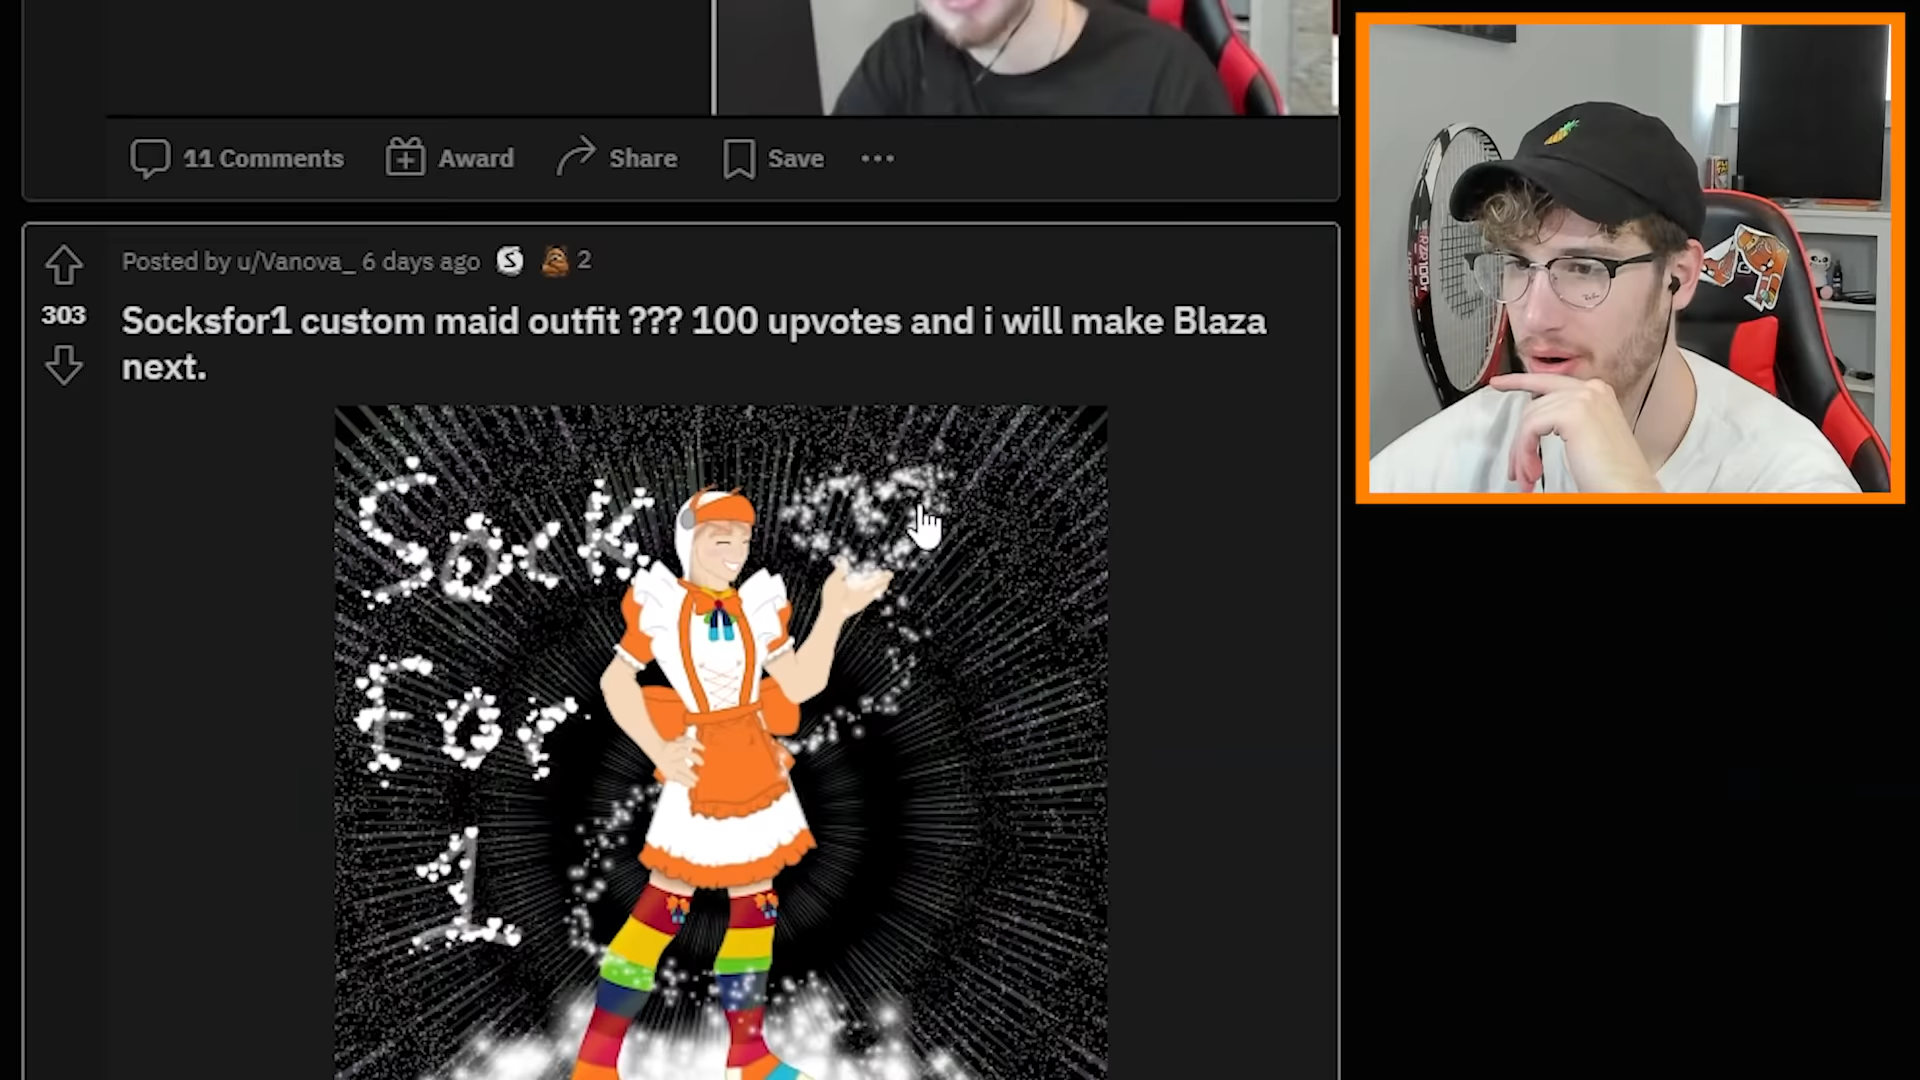 11 Comments
Award
Share
Save
Posted by u/Vanova_ 6 days ago
2
303
Socksfor1 custom maid outfit ??? 100 upvotes and i will make Blaza
next.
Sock
For
1